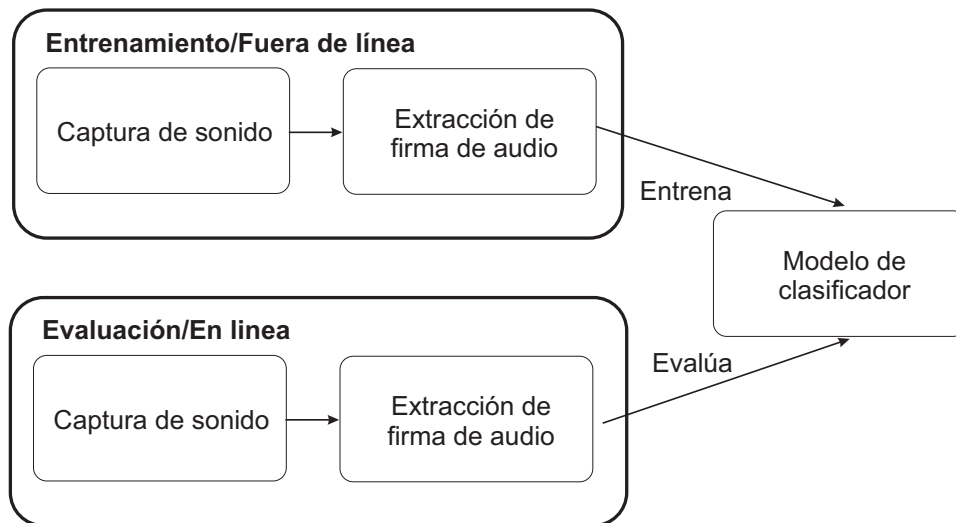 Entrenamiento/Fuera de línea
Captura de sonido
Extracción de
firma de audio
Entrena
Modelo de
clasificador
Evaluación/En linea
Captura de sonido
Extracción de
firma de audio
Evalúa